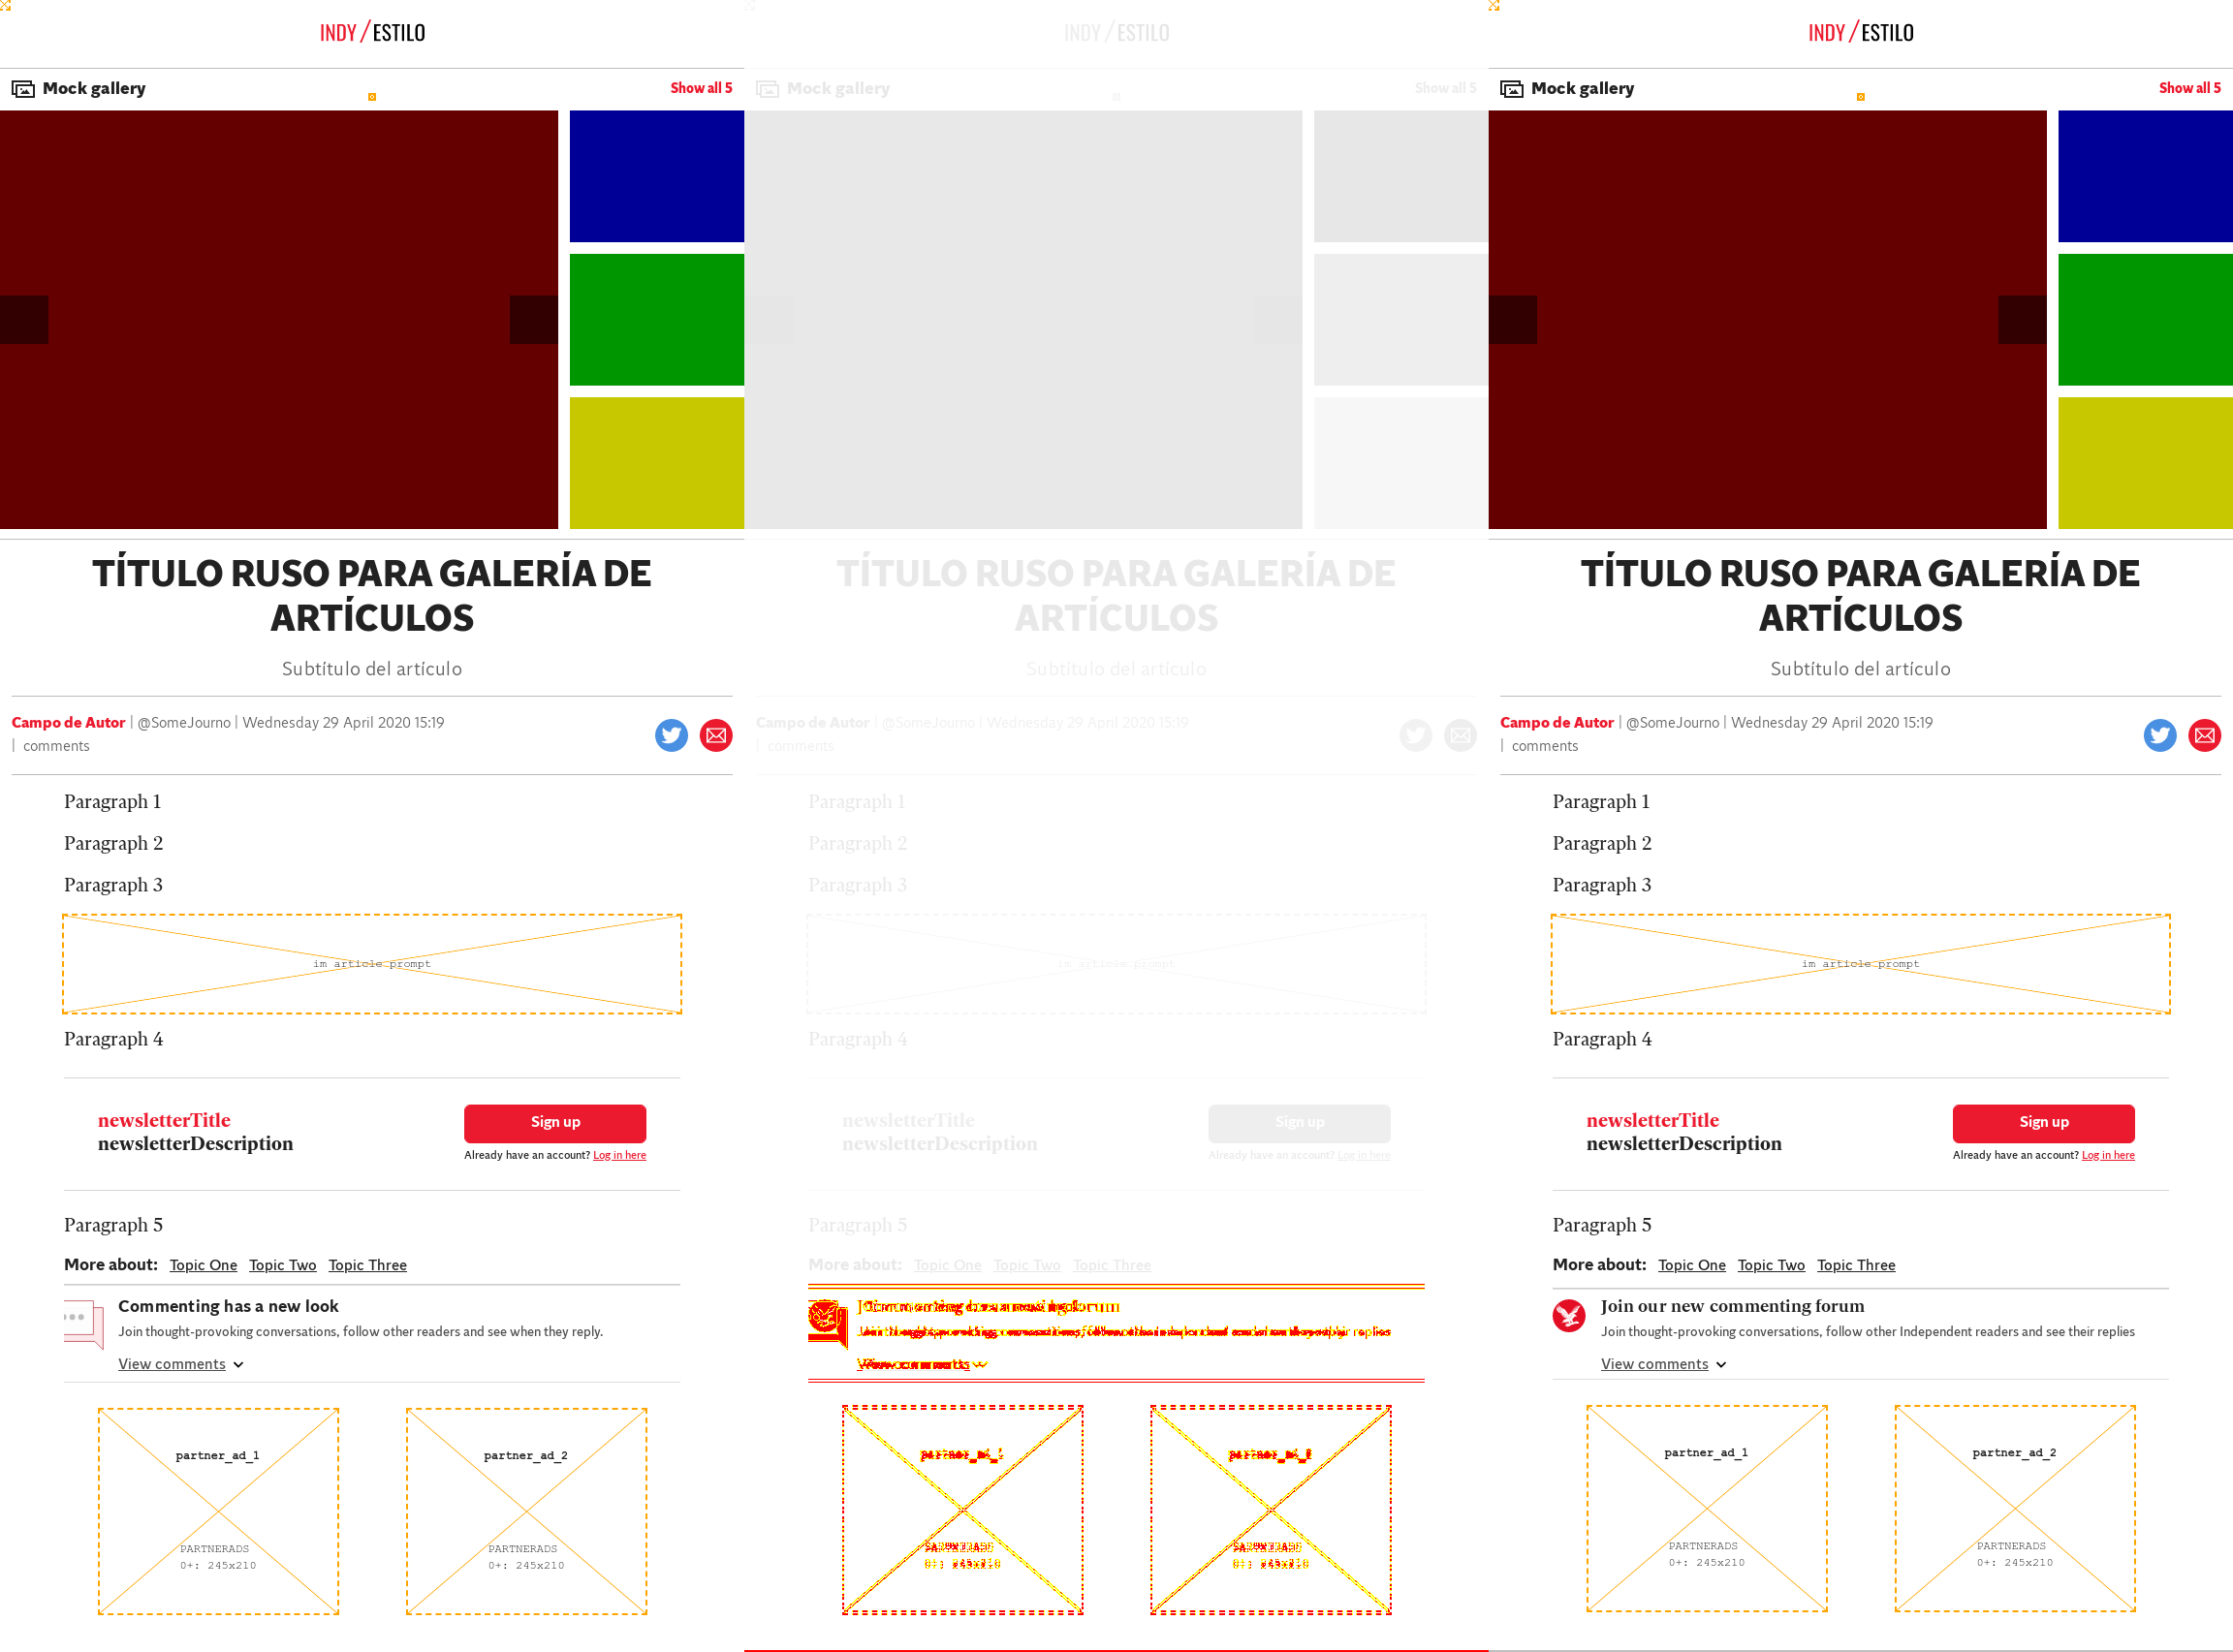 INDY / ESTILO
Mock gallery
Show all 5
TÍTULO RUSO PARA GALERÍA DE
ARTÍCULOS
Subtítulo del artículo
Campo de Autor | @SomeJourno | Wednesday 29 April 2020 15:19
| comments
Paragraph 1
Paragraph 2
Paragraph 3
im article prompt
Paragraph 4
newsletterTitle
newsletterDescription
Sign up
Already have an account? Log in here
Paragraph 5
More about: Topic One Topic Two Topic Three
Commenting has a new look
Join thought-provoking conversations, follow other readers and see when they reply.
View comments
partner_ad_1
PARTNERADS
0+: 245x210
partner_ad_2
PARTNERADS
0+: 245x210
INDY / ESTILO
Mock gallery
Show all 5
TÍTULO RUSO PARA GALERÍA DE
ARTÍCULOS
Subtítulo del artículo
Campo de Autor | @SomeJourno | Wednesday 29 April 2020 15:19
| comments
Paragraph 1
Paragraph 2
Paragraph 3
im article prompt
Paragraph 4
newsletterTitle
newsletterDescription
Sign up
Already have an account? Log in here
Paragraph 5
More about: Topic One Topic Two Topic Three
INDY / ESTILO
Mock gallery
Show all 5
TÍTULO RUSO PARA GALERÍA DE
ARTÍCULOS
Subtítulo del artículo
Campo de Autor | @SomeJourno | Wednesday 29 April 2020 15:19
| comments
Paragraph 1
Paragraph 2
Paragraph 3
im article prompt
Paragraph 4
newsletterTitle
newsletterDescription
Sign up
Already have an account? Log in here
Paragraph 5
More about: Topic One Topic Two Topic Three
Join our new commenting forum
Join thought-provoking conversations, follow other Independent readers and see their replies
View comments
partner_ad_1
PARTNERADS
0+: 245x210
partner_ad_2
PARTNERADS
0+: 245x210